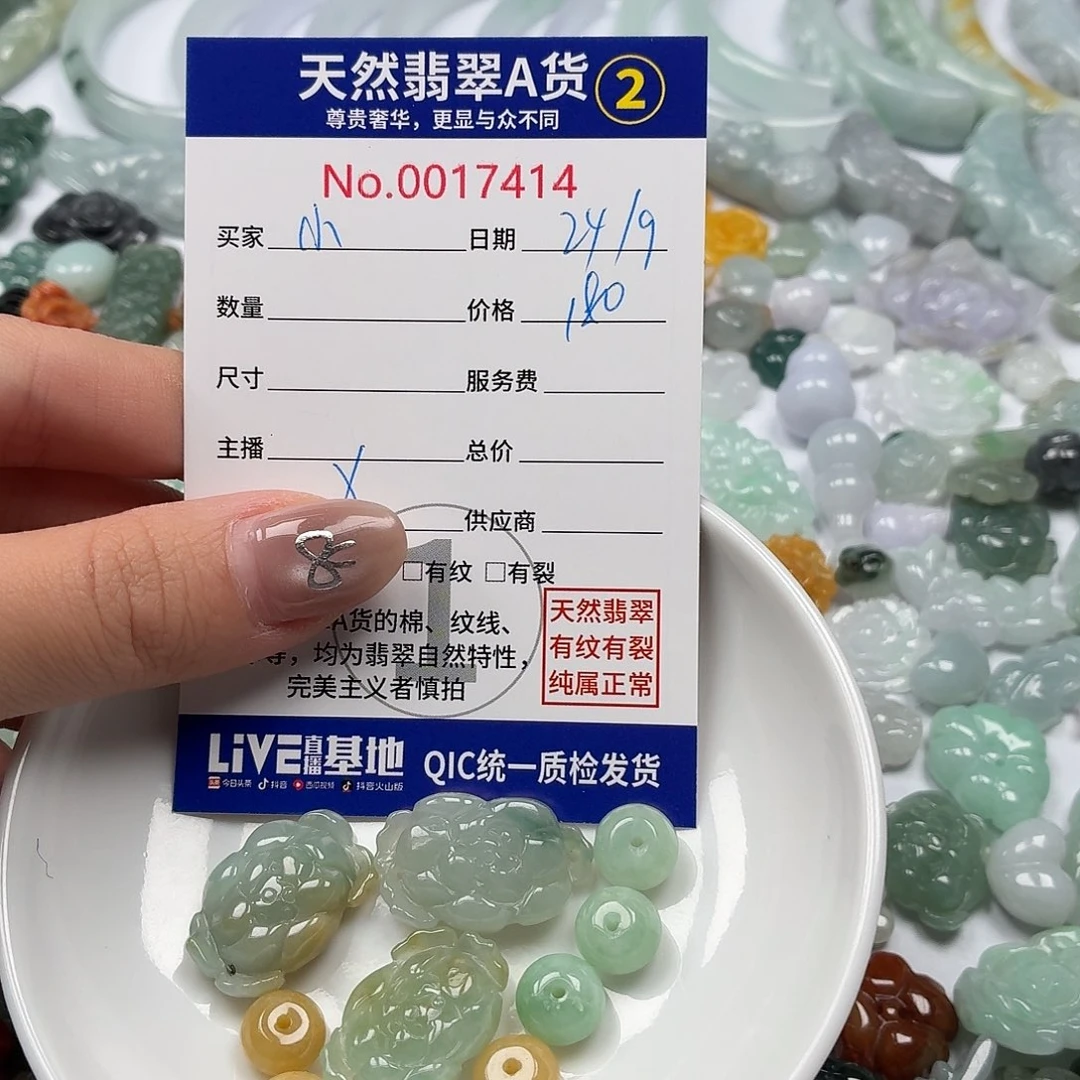 天然翡翠A货 2
尊贵奢华，更显与众不同
No.0017414
买家 小 日期 24/9
数量 价格 180
尺寸 服务费
主播 总价
供应商
□有纹 □有裂
A货的棉、纹线、
等，均为翡翠自然特性，
完美主义者慎拍
天然翡翠
有纹有裂
纯属正常
1
LiVE直播基地 QIC统一质检发货
今日头条 抖音 西瓜视频 抖音火山版